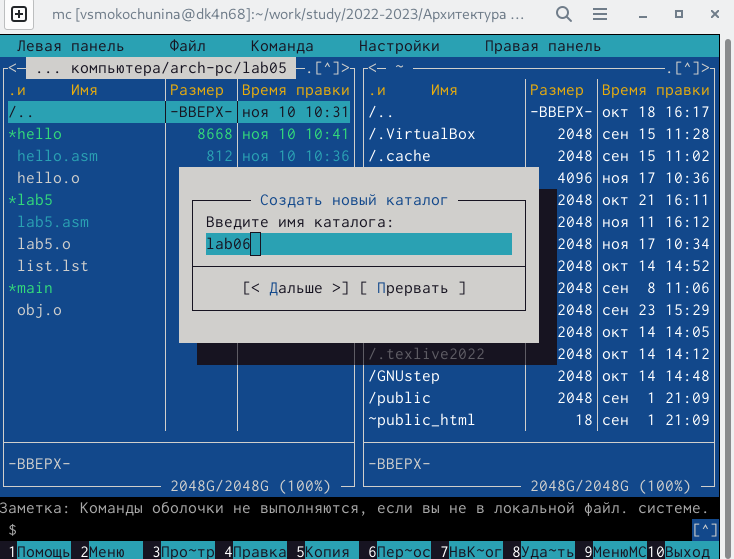 mc [vsmokochunina@dk4n68]:~/work/study/2022-2023/Архитектура ...
Левая панель Файл Команда Настройки Правая панель
<— ... компьютера/arch-pc/lab05 —.[^]> <— ~ —.[^]>
.и Имя Размер Время правки .и Имя Размер Время правки
/.. -ВВЕРХ- ноя 10 10:31 /.. -ВВЕРХ- окт 18 16:17
*hello 8668 ноя 10 10:41 /.VirtualBox 2048 сен 15 11:28
hello.asm 812 ноя 10 10:36 /.cache 2048 сен 15 11:02
hello.o 4096 ноя 17 10:36
*lab5 Создать новый каталог 2048 окт 21 16:11
lab5.asm Введите имя каталога: 2048 ноя 11 16:12
lab5.o lab06 2048 ноя 17 10:34
list.lst 2048 окт 14 14:52
*main [< Дальше >] [ Прервать ] 2048 сен 8 11:06
obj.o 2048 сен 23 15:29
2048 окт 14 14:05
/.texlive2022 2048 окт 14 14:12
/GNUstep 2048 окт 14 14:48
/public 2048 сен 1 21:09
~public_html 18 сен 1 21:09
-ВВЕРХ- -ВВЕРХ-
2048G/2048G (100%) 2048G/2048G (100%)
Заметка: Команды оболочки не выполняются, если вы не в локальной файл. системе.
$ [^]
1Помощь 2Меню 3Про~тр 4Правка 5Копия 6Пер~ос 7НвК~ог 8Уда~ть 9МенюМС 10Выход